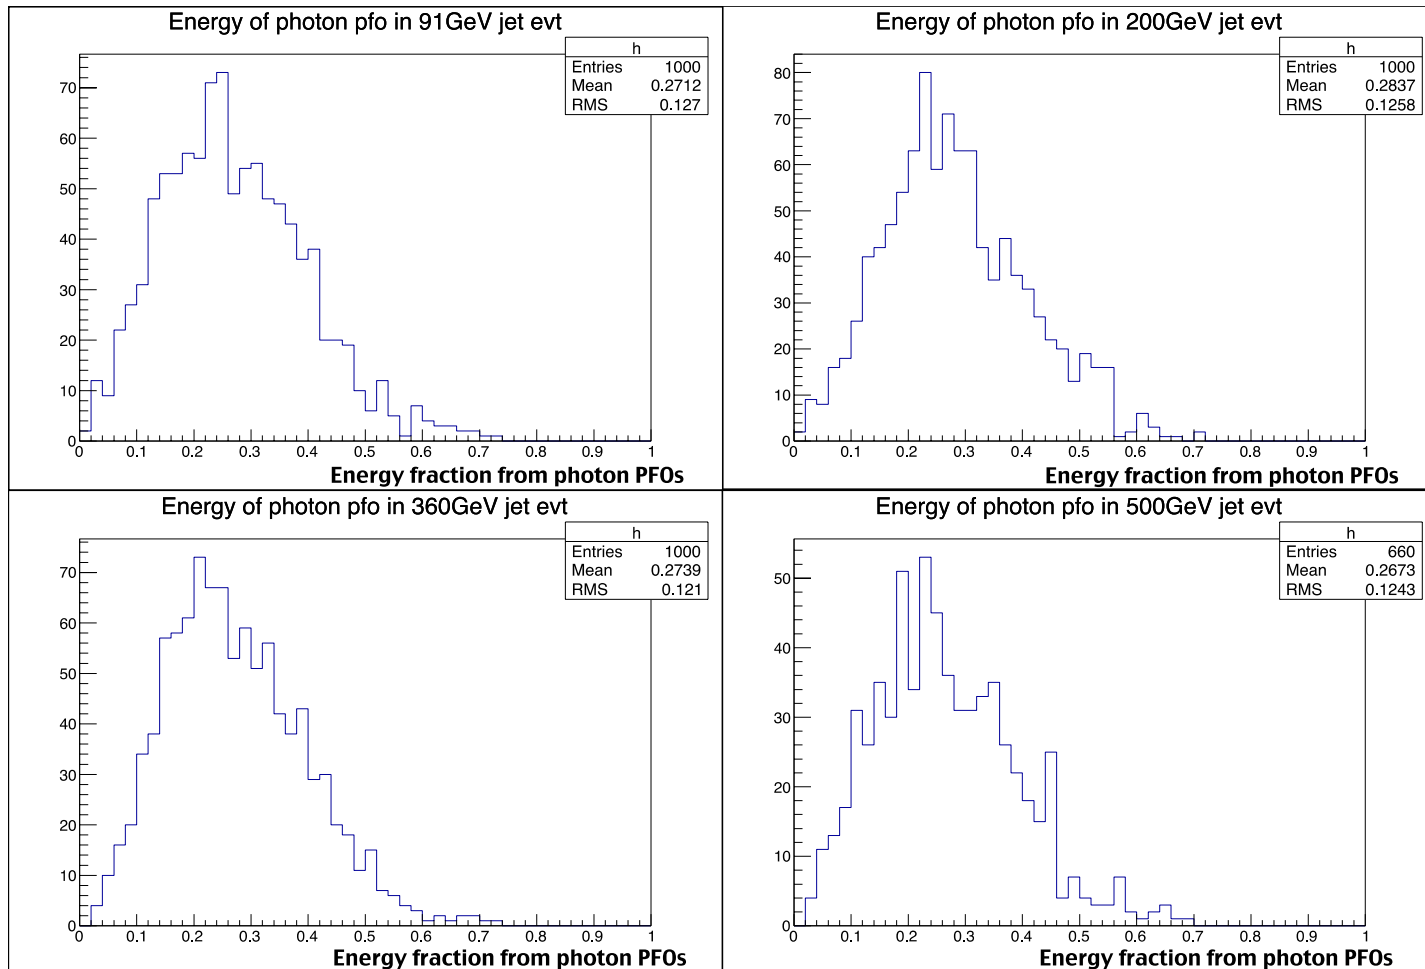 Energy of photon pfo in 91GeV jet evt
h
Entries 1000
Mean 0.2712
RMS 0.127
70
60
50
40
30
20
10
0
0 0.1 0.2 0.3 0.4 0.5 0.6 0.7 0.8 0.9 1
Energy fraction from photon PFOs
Energy of photon pfo in 200GeV jet evt
h
Entries 1000
Mean 0.2837
RMS 0.1258
80
70
60
50
40
30
20
10
0
0 0.1 0.2 0.3 0.4 0.5 0.6 0.7 0.8 0.9 1
Energy fraction from photon PFOs
Energy of photon pfo in 360GeV jet evt
h
Entries 1000
Mean 0.2739
RMS 0.121
70
60
50
40
30
20
10
0
0 0.1 0.2 0.3 0.4 0.5 0.6 0.7 0.8 0.9 1
Energy fraction from photon PFOs
Energy of photon pfo in 500GeV jet evt
h
Entries 660
Mean 0.2673
RMS 0.1243
50
40
30
20
10
0
0 0.1 0.2 0.3 0.4 0.5 0.6 0.7 0.8 0.9 1
Energy fraction from photon PFOs